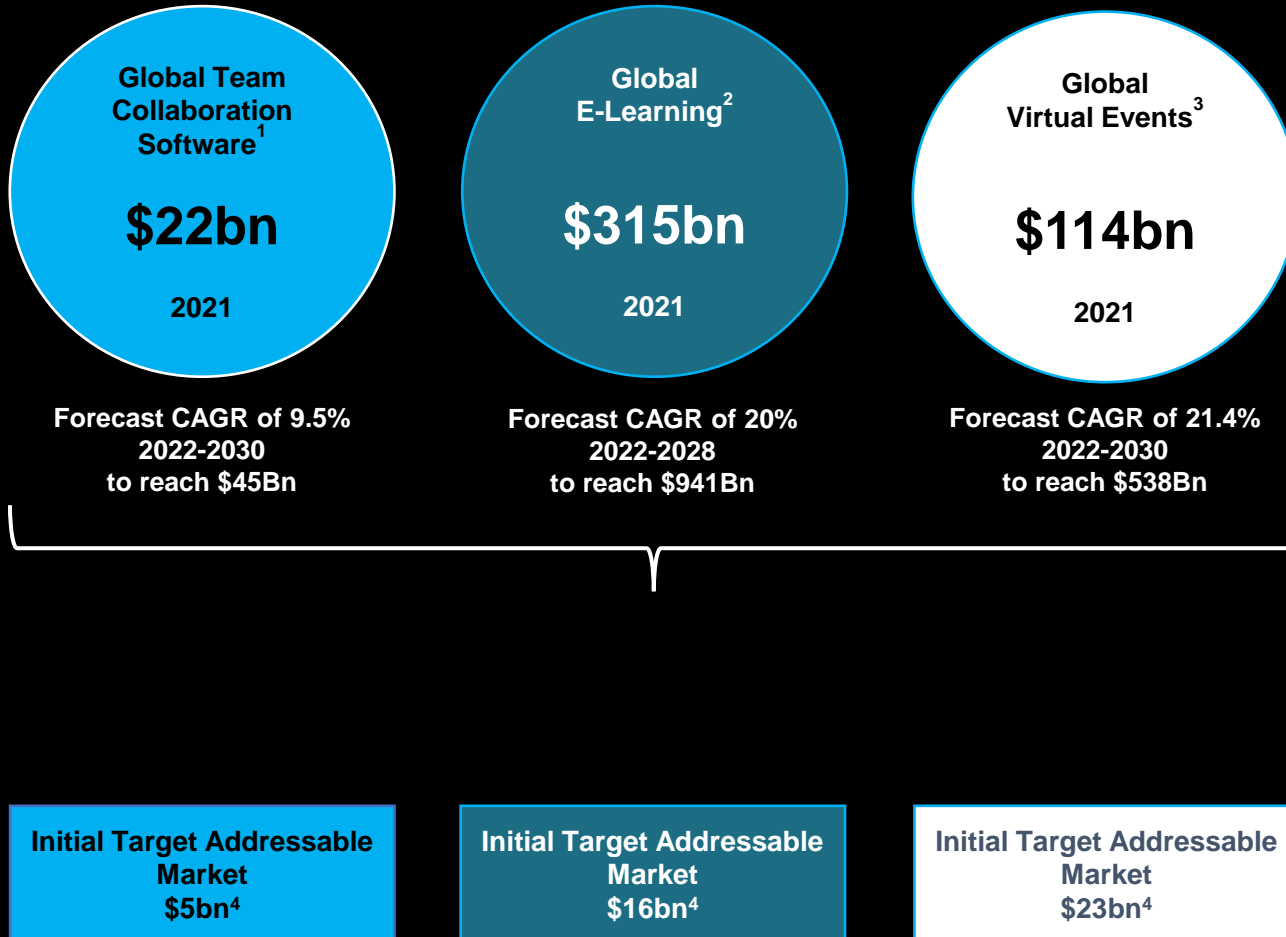 Global Team
Collaboration
Software1
$22bn
2021
Forecast CAGR of 9.5%
2022-2030
to reach $45Bn
Global
E-Learning2
$315bn
2021
Forecast CAGR of 20%
2022-2028
to reach $941Bn
Global
Virtual Events3
$114bn
2021
Forecast CAGR of 21.4%
2022-2030
to reach $538Bn
Initial Target Addressable
Market
$5bn4
Initial Target Addressable
Market
$16bn4
Initial Target Addressable
Market
$23bn4